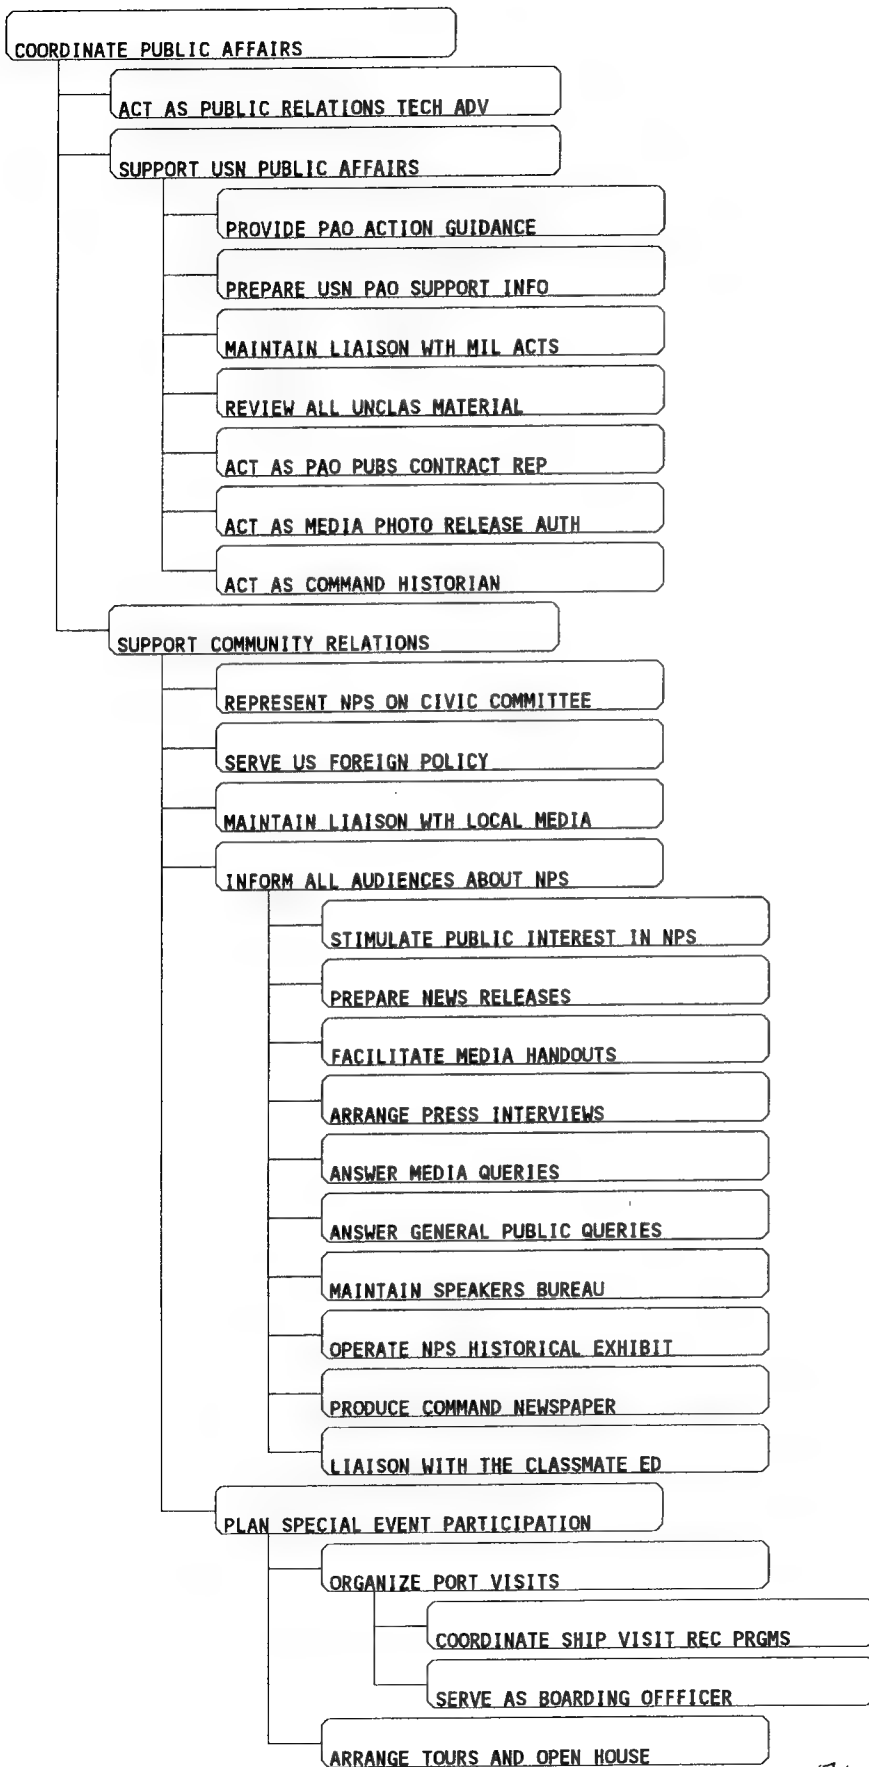 COORDINATE PUBLIC AFFAIRS
ACT AS PUBLIC RELATIONS TECH ADV
SUPPORT USN PUBLIC AFFAIRS
PROVIDE PAO ACTION GUIDANCE
PREPARE USN PAO SUPPORT INFO
MAINTAIN LIAISON WTH MIL ACTS
REVIEW ALL UNCLAS MATERIAL
ACT AS PAO PUBS CONTRACT REP
ACT AS MEDIA PHOTO RELEASE AUTH
ACT AS COMMAND HISTORIAN
SUPPORT COMMUNITY RELATIONS
REPRESENT NPS ON CIVIC COMMITTEE
SERVE US FOREIGN POLICY
MAINTAIN LIAISON WTH LOCAL MEDIA
INFORM ALL AUDIENCES ABOUT NPS
STIMULATE PUBLIC INTEREST IN NPS
PREPARE NEWS RELEASES
FACILITATE MEDIA HANDOUTS
ARRANGE PRESS INTERVIEWS
ANSWER MEDIA QUERIES
ANSWER GENERAL PUBLIC QUERIES
MAINTAIN SPEAKERS BUREAU
OPERATE NPS HISTORICAL EXHIBIT
PRODUCE COMMAND NEWSPAPER
LIAISON WITH THE CLASSMATE ED
PLAN SPECIAL EVENT PARTICIPATION
ORGANIZE PORT VISITS
COORDINATE SHIP VISIT REC PRGMS
SERVE AS BOARDING OFFFICER
ARRANGE TOURS AND OPEN HOUSE